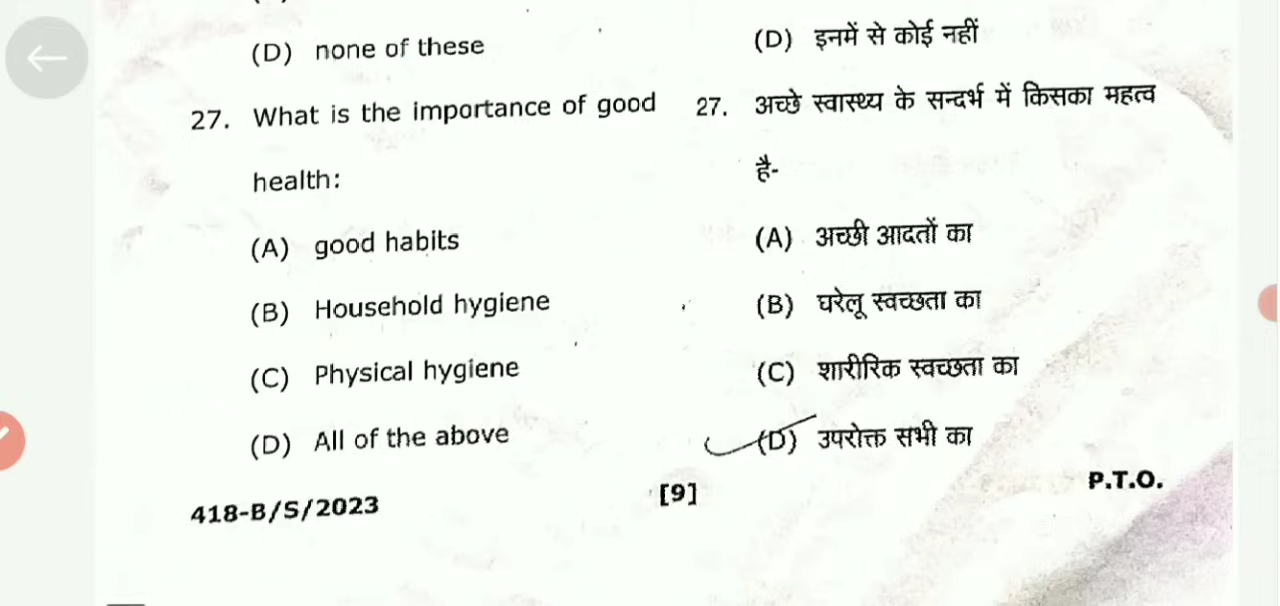 (D) none of these
27. What is the importance of good
health:
(A) good habits
(B) Household hygiene
(C) Physical hygiene
(D) All of the above
418-B/S/2023
(D) इनमें से कोई नहीं
27. अच्छे स्वास्थ्य के सन्दर्भ में किसका महत्व
है-
(A) अच्छी आदतों का
(B) घरेलू स्वच्छता का
(C) शारीरिक स्वच्छता का
(D) उपरोक्त सभी का
[9]
P.T.O.